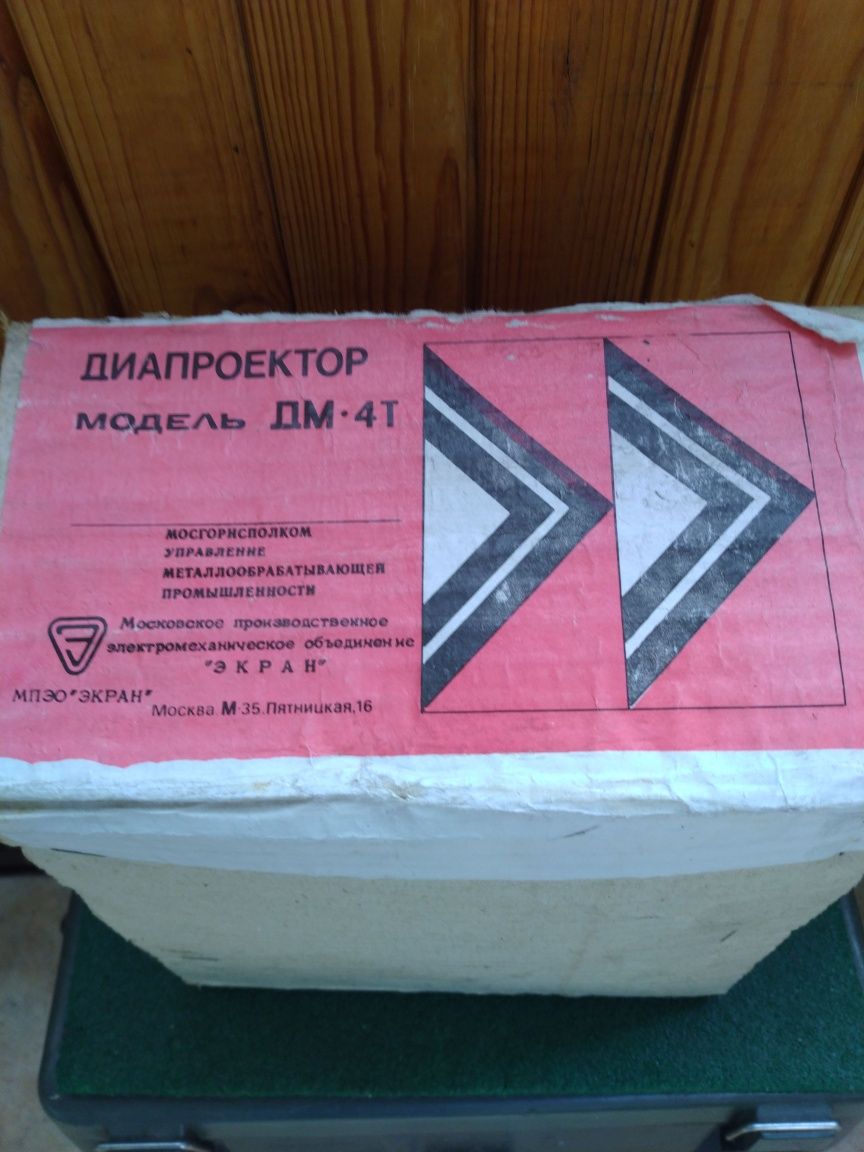 ДИАПРОЕКТОР
МОДЕЛЬ ДМ·4Т
МОСГОРИСПОЛКОМ
УПРАВЛЕНИЕ
МЕТАЛЛООБРАБАТЫВАЮЩЕЙ
ПРОМЫШЛЕННОСТИ
Московское производственное
электромеханическое объединение
"ЭКРАН"
Э
МПЭО"ЭКРАН"
Москва М-35.Пятницкая,16